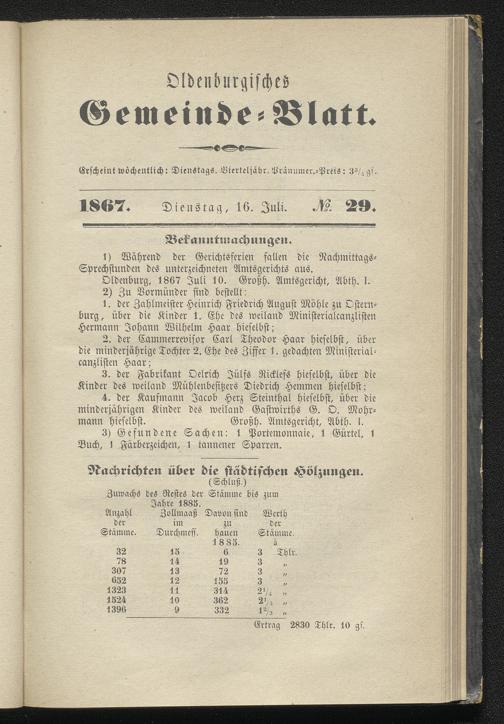 Oldenburgisches
Gemeinde-Blatt.
Erscheint wöchentlich: Dienstags. Vierteljähr. Pränumer.-Preis: 3¾ gſ.
1867. Dienstag, 16. Juli. №. 29.
Bekanntmachungen.
1) Während der Gerichtsferien fallen die Nachmittags-
Sprechstunden des unterzeichneten Amtsgerichts aus.
Oldenburg, 1867 Juli 10. Großh. Amtsgericht, Abth. I.
2) Zu Vormünder sind bestellt:
1. der Zahlmeister Heinrich Friedrich August Möhle zu Ostern-
burg, über die Kinder 1. Ehe des weiland Ministerialcanzlisten
Hermann Johann Wilhelm Haar hieselbst;
2. der Cammerrevisor Carl Theodor Haar hieselbst, über
die minderjährige Tochter 2. Ehe des Ziffer 1. gedachten Ministerial-
canzlisten Haar;
3. der Fabrikant Oelrich Jülfs Ricklefs hieselbst, über die
Kinder des weiland Mühlenbesitzers Diedrich Hemmen hieselbst;
4. der Kaufmann Jacob Herz Steinthal hieselbst, über die
minderjährigen Kinder des weiland Gastwirths G. O. Mohr-
mann hieselbst. Großh. Amtsgericht, Abth. I.
3) Gefundene Sachen: 1 Portemonnaie, 1 Gürtel, 1
Buch, 1 Färberzeichen, 1 tannener Sparren.
Nachrichten über die städtischen Hölzungen.
(Schluß.)
Zuwachs des Restes der Stämme bis zum
Jahre 1885.
Anzahl Zollmaaß Davon sind Werth
der im zu der
Stämme. Durchmess. hauen Stämme.
1885. à
32 15 6 3 Thlr.
78 14 19 3 „
307 13 72 3 „
652 12 155 3 „
1323 11 314 2¼ „
1524 10 362 „
1396 9 332 „
Ertrag 2830 Thlr. 10 gſ.